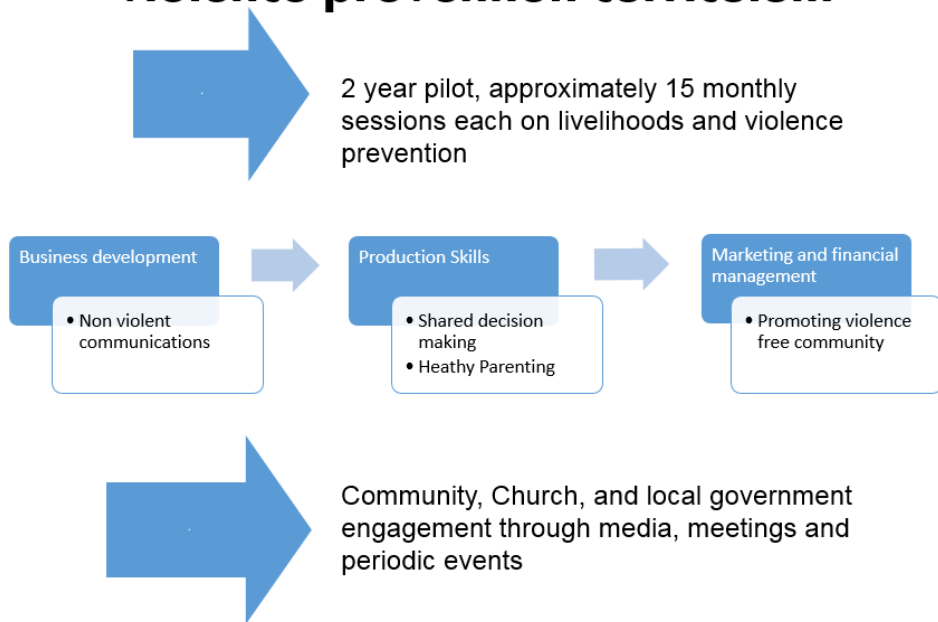 2 year pilot, approximately 15 monthly
sessions each on livelihoods and violence
prevention
Business development
• Non violent
communications
Production Skills
• Shared decision
making
• Heathy Parenting
Marketing and financial
management
• Promoting violence
free community
Community, Church, and local government
engagement through media, meetings and
periodic events